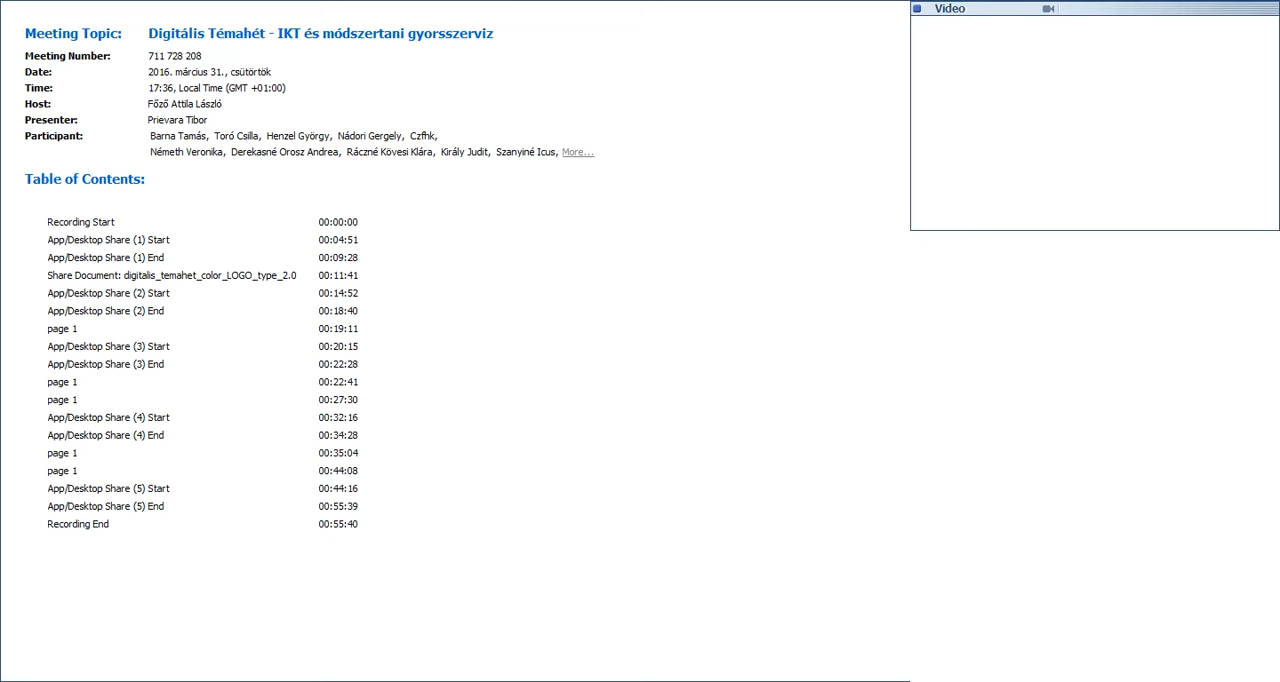 Meeting Topic: Digitális Témahét - IKT és módszertani gyorsszerviz
Meeting Number: 711 728 208
Date: 2016. március 31., csütörtök
Time: 17:36, Local Time (GMT +01:00)
Host: Főző Attila László
Presenter: Prievara Tibor
Participant: Barna Tamás, Toró Csilla, Henzel György, Nádori Gergely, Czfhk,
Németh Veronika, Derekasné Orosz Andrea, Ráczné Kövesi Klára, Király Judit, Szanyiné Icus, More...
Table of Contents:
Recording Start 00:00:00
App/Desktop Share (1) Start 00:04:51
App/Desktop Share (1) End 00:09:28
Share Document: digitalis_temahet_color_LOGO_type_2.0 00:11:41
App/Desktop Share (2) Start 00:14:52
App/Desktop Share (2) End 00:18:40
page 1 00:19:11
App/Desktop Share (3) Start 00:20:15
App/Desktop Share (3) End 00:22:28
page 1 00:22:41
page 1 00:27:30
App/Desktop Share (4) Start 00:32:16
App/Desktop Share (4) End 00:34:28
page 1 00:35:04
page 1 00:44:08
App/Desktop Share (5) Start 00:44:16
App/Desktop Share (5) End 00:55:39
Recording End 00:55:40
Video